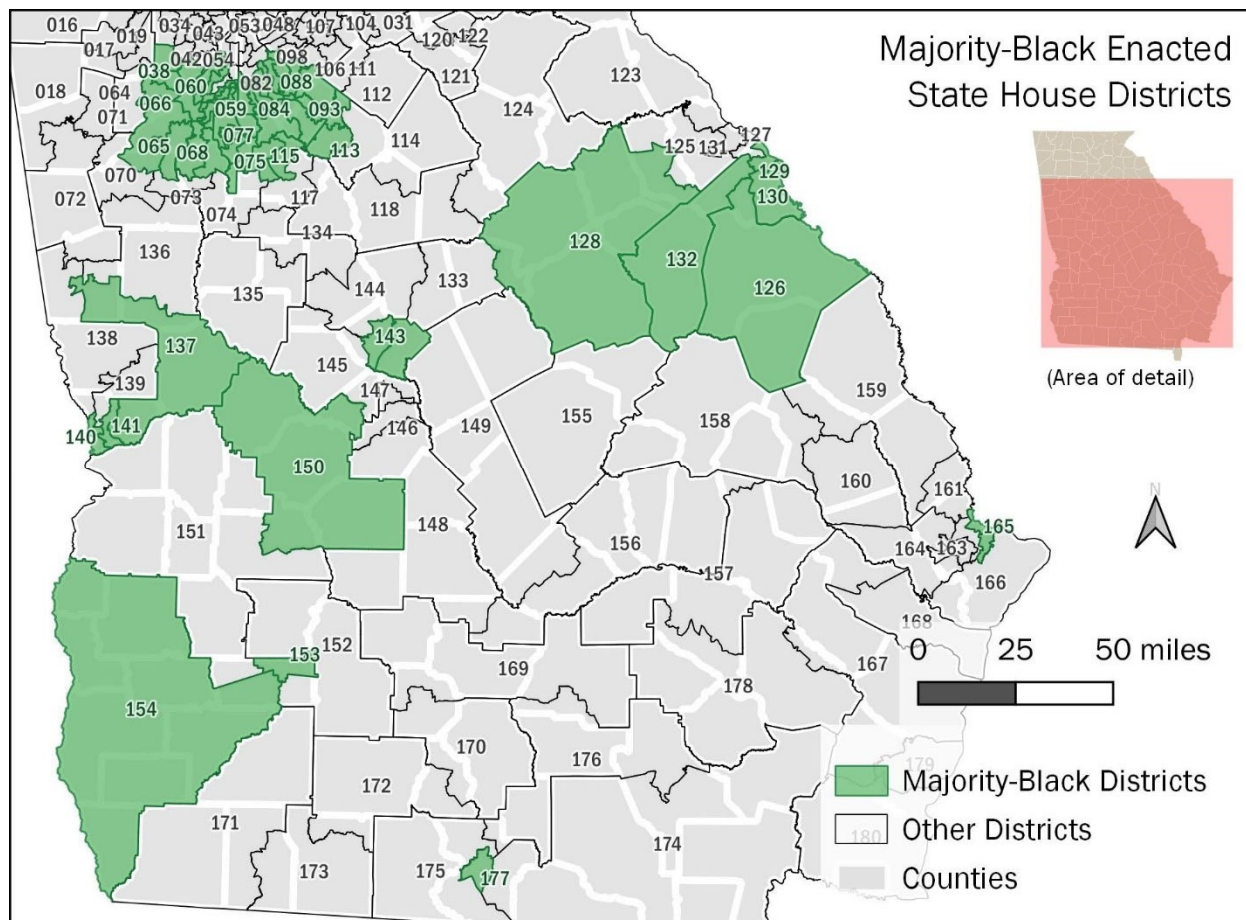 Majority-Black Enacted
State House Districts
(Area of detail)
N
0 25 50 miles
Majority-Black Districts
Other Districts
Counties
016 034 053 048 107 104 031
017 019 043 120 122
038 042 054 098 106 111 121 123
018 064 066 060 082 088 112 124
071 059 084 093
065 068 077 114 125 131 127
070 075 115 113 129
072 073 074 117 118 130
136 134 128 132
135 144 133 126
138 137 143
139 145 159
140 141 147 155 158
146 149 160
150 161
151 148 156 164 163 165
157 166
152 168
153 169 167
154 178
170 176 179
172
171 174 180
173 175 177